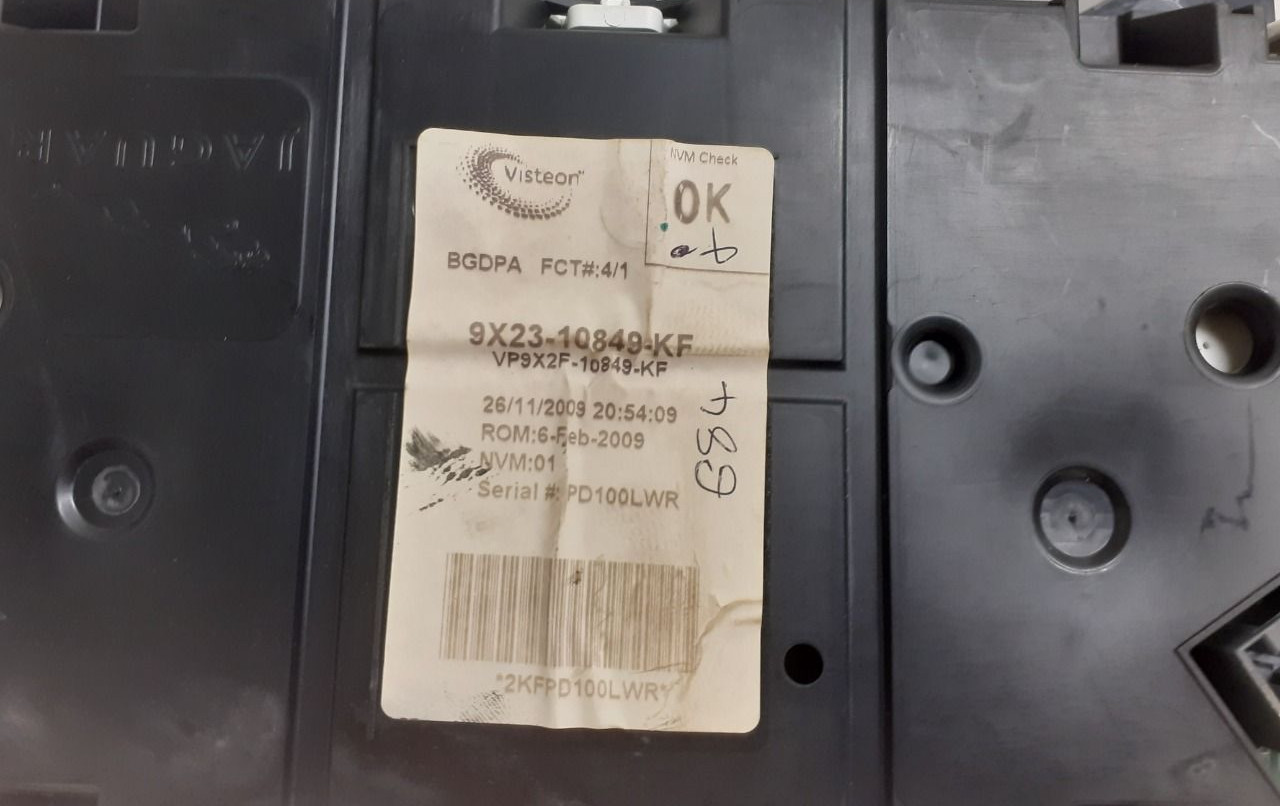 JAGUAR
Visteon
NVM Check
OK
BGDPA FCT#:4/1
9X23-10849-KF
VP9X2F-10849-KF
26/11/2009 20:54:09
ROM:6-Feb-2009
NVM:01
Serial #: PD100LWR
489
*2KFPD100LWR*